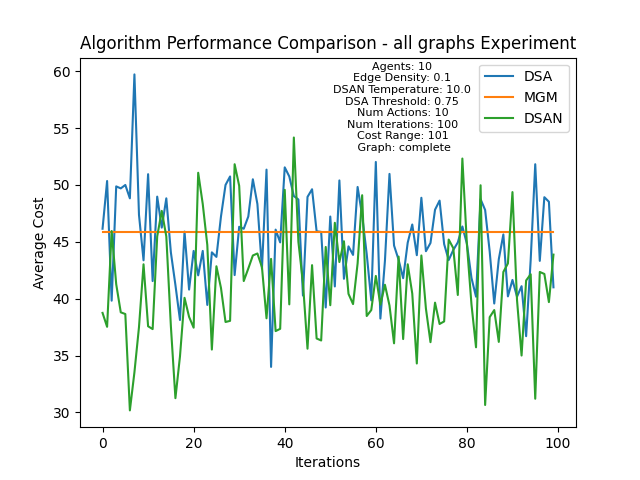 Algorithm Performance Comparison - all graphs Experiment
Agents: 10
Edge Density: 0.1
DSAN Temperature: 10.0
DSA Threshold: 0.75
Num Actions: 10
Num Iterations: 100
Cost Range: 101
Graph: complete
DSA
MGM
DSAN
60
55
50
45
40
35
30
Average Cost
0 20 40 60 80 100
Iterations